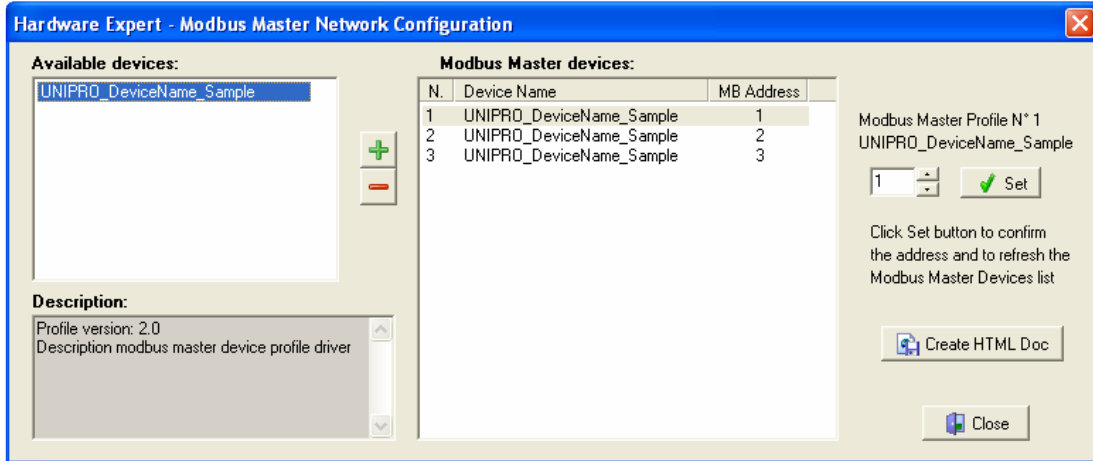 Hardware Expert - Modbus Master Network Configuration
Available devices:
UNIPRO_DeviceName_Sample
Description:
Profile version: 2.0
Description modbus master device profile driver
Modbus Master devices:
N. Device Name MB Address
1 UNIPRO_DeviceName_Sample 1
2 UNIPRO_DeviceName_Sample 2
3 UNIPRO_DeviceName_Sample 3
Modbus Master Profile N° 1
UNIPRO_DeviceName_Sample
1 Set
Click Set button to confirm
the address and to refresh the
Modbus Master Devices list
Create HTML Doc
Close